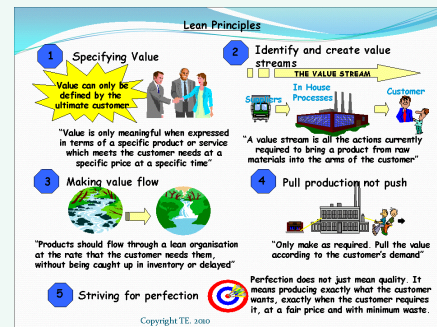 Lean Principles
1
Specifying Value
Value can only be
defined by the
ultimate customer
"Value is only meaningful when expressed
in terms of a specific product or service
which meets the customer needs at a
specific price at a specific time"
2
Identify and create value
streams
THE VALUE STREAM
Suppliers
In House
Processes
Customer
"A value stream is all the actions currently
required to bring a product from raw
materials into the arms of the customer"
3
Making value flow
"Products should flow through a lean organisation
at the rate that the customer needs them,
without being caught up in inventory or delayed"
4
Pull production not push
"Only make as required. Pull the value
according to the customer's demand"
5
Striving for perfection
Perfection does not just mean quality. It
means producing exactly what the customer
wants, exactly when the customer requires
it, at a fair price and with minimum waste.
Copyright TE. 2010